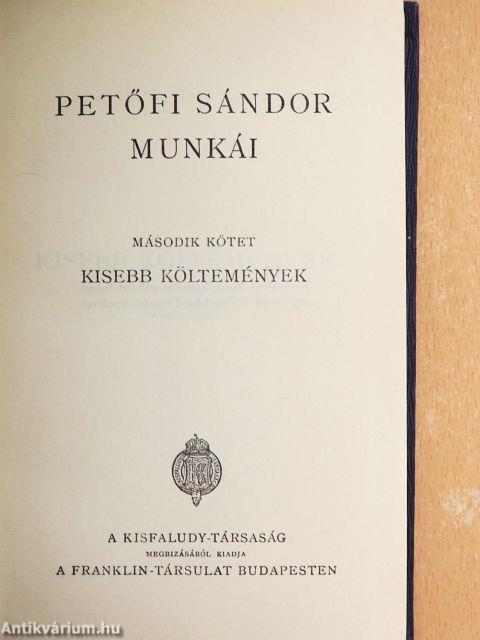 PETŐFI SÁNDOR
MUNKÁI
MÁSODIK KÖTET
KISEBB KÖLTEMÉNYEK
A KISFALUDY-TÁRSASÁG
MEGBIZÁSÁBÓL KIADJA
A FRANKLIN-TÁRSULAT BUDAPESTEN
Antikvárium.hu